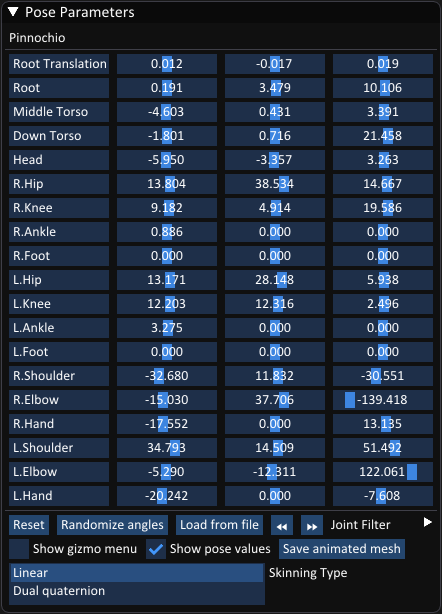 Pose Parameters
Pinnochio
Root Translation 0.012 -0.017 0.019
Root 0.191 3.479 10.106
Middle Torso -4.603 0.431 3.391
Down Torso -1.801 0.716 21.458
Head -5.950 -3.357 3.263
R.Hip 13.804 38.534 14.667
R.Knee 9.182 4.914 19.586
R.Ankle 0.886 0.000 0.000
R.Foot 0.000 0.000 0.000
L.Hip 13.171 28.148 5.938
L.Knee 12.203 12.316 2.496
L.Ankle 3.275 0.000 0.000
L.Foot 0.000 0.000 0.000
R.Shoulder -32.680 11.832 -30.551
R.Elbow -15.030 37.706 -139.418
R.Hand -17.552 0.000 13.135
L.Shoulder 34.793 14.509 51.492
L.Elbow -5.290 -12.311 122.061
L.Hand -20.242 0.000 -7.608
Reset Randomize angles Load from file Joint Filter
Show gizmo menu Show pose values Save animated mesh
Linear Skinning Type
Dual quaternion